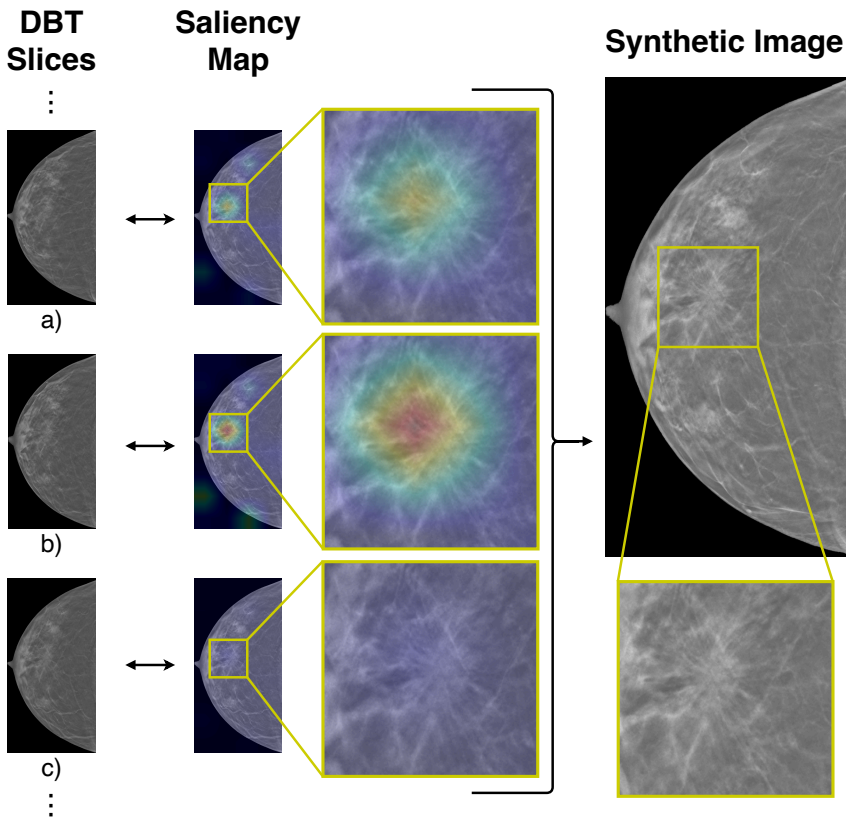 DBT
Slices
Saliency
Map
Synthetic Image
⋮
a)
b)
c)
⋮